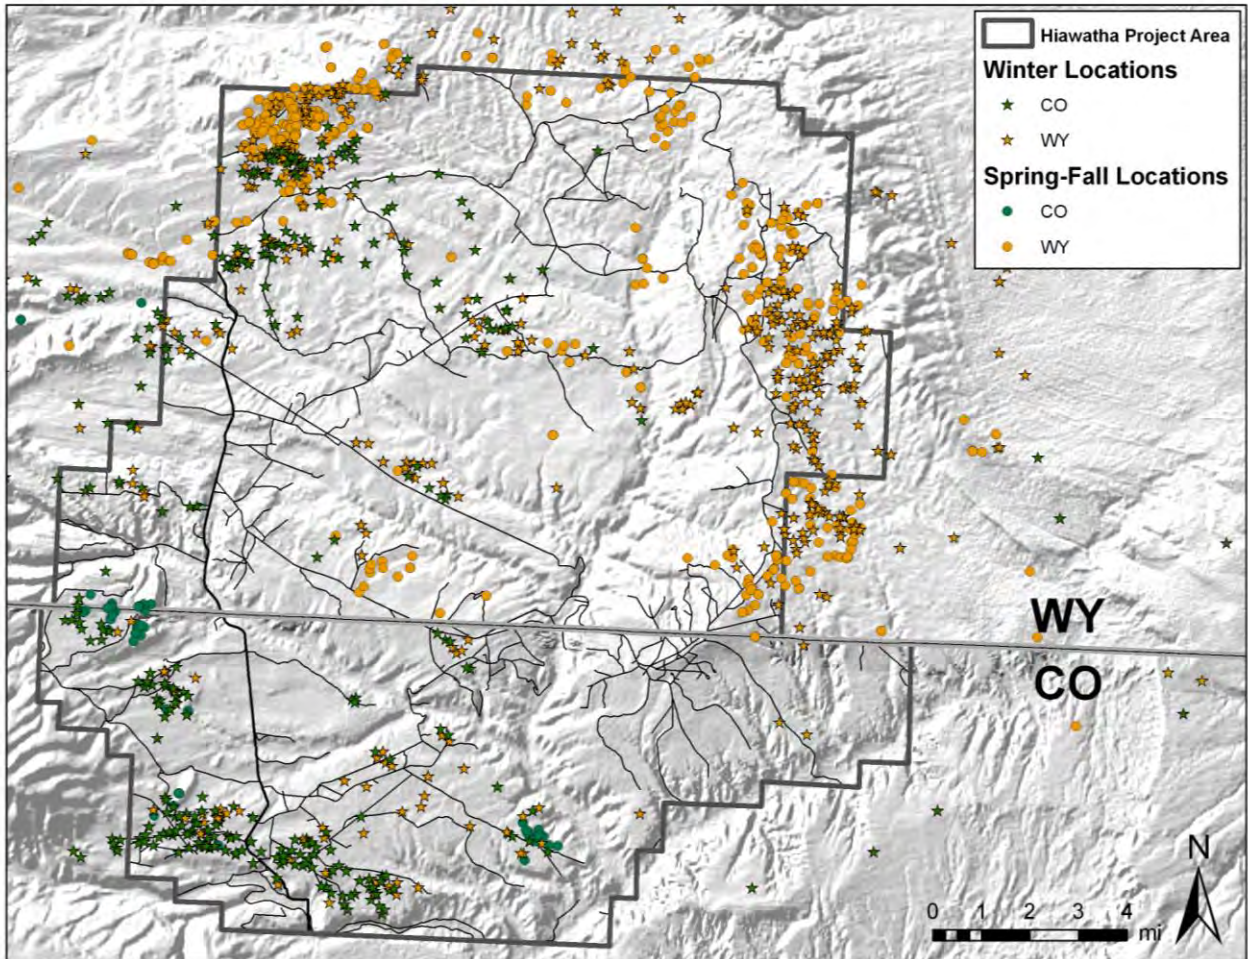 Hiawatha Project Area
Winter Locations
CO
WY
Spring-Fall Locations
CO
WY
WY
CO
N
0 1 2 3 4
mi